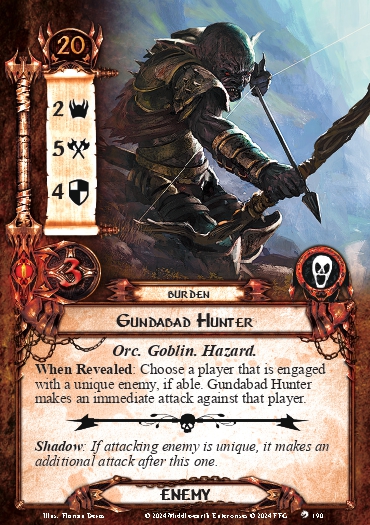 20
2
5
4
3
BURDEN
GUNDABAD HUNTER
Orc. Goblin. Hazard.
When Revealed: Choose a player that is engaged
with a unique enemy, if able. Gundabad Hunter
makes an immediate attack against that player.
Shadow: If attacking enemy is unique, it makes an
additional attack after this one.
ENEMY
Illus. Florian Devos © 2024 Middle-earth Enterprises © 2024 FFG 190